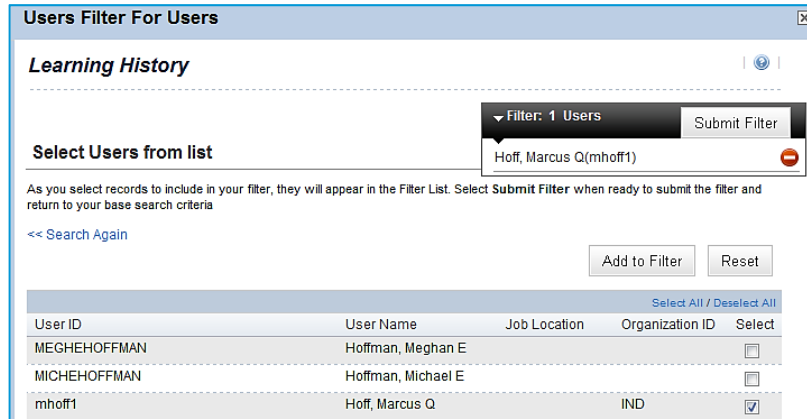 Users Filter For Users
Learning History
Filter: 1 Users
Submit Filter
Hoff, Marcus Q(mhoff1)
Select Users from list
As you select records to include in your filter, they will appear in the Filter List. Select Submit Filter when ready to submit the filter and
return to your base search criteria
<< Search Again
Add to Filter Reset
Select All / Deselect All
User ID User Name Job Location Organization ID Select
MEGHEHOFFMAN Hoffman, Meghan E
MICHEHOFFMAN Hoffman, Michael E
mhoff1 Hoff, Marcus Q IND